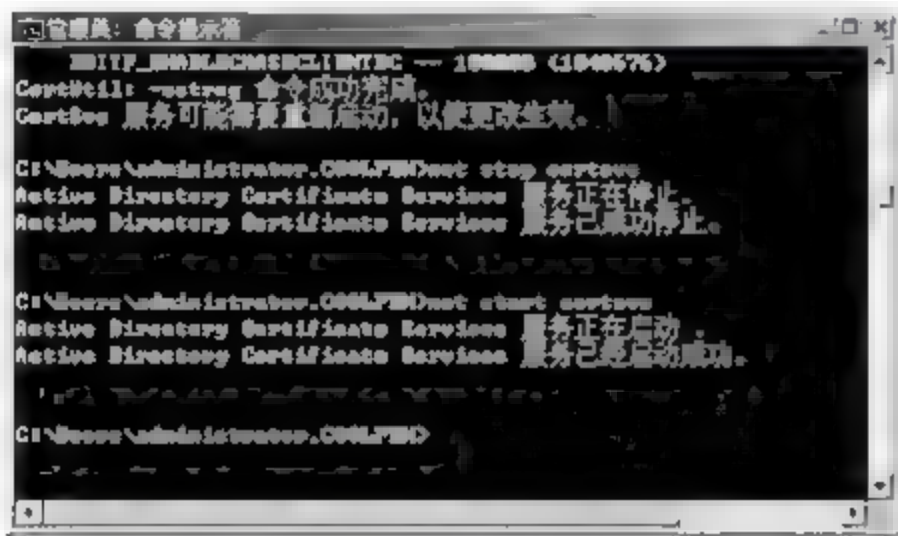 管理员: 命令提示符
EDITF_ENABLECHASECLIENTDC -- 100000 (1048576)
CertUtil: -setreg 命令成功完成。
CertSvc 服务可能需要重新启动，以便更改生效。
C:\Users\administrator.>net stop certsvc
Active Directory Certificate Services 服务正在停止.
Active Directory Certificate Services 服务已成功停止。
C:\Users\administrator.>net start certsvc
Active Directory Certificate Services 服务正在启动 .
Active Directory Certificate Services 服务已经启动成功。
C:\Users\administrator.>